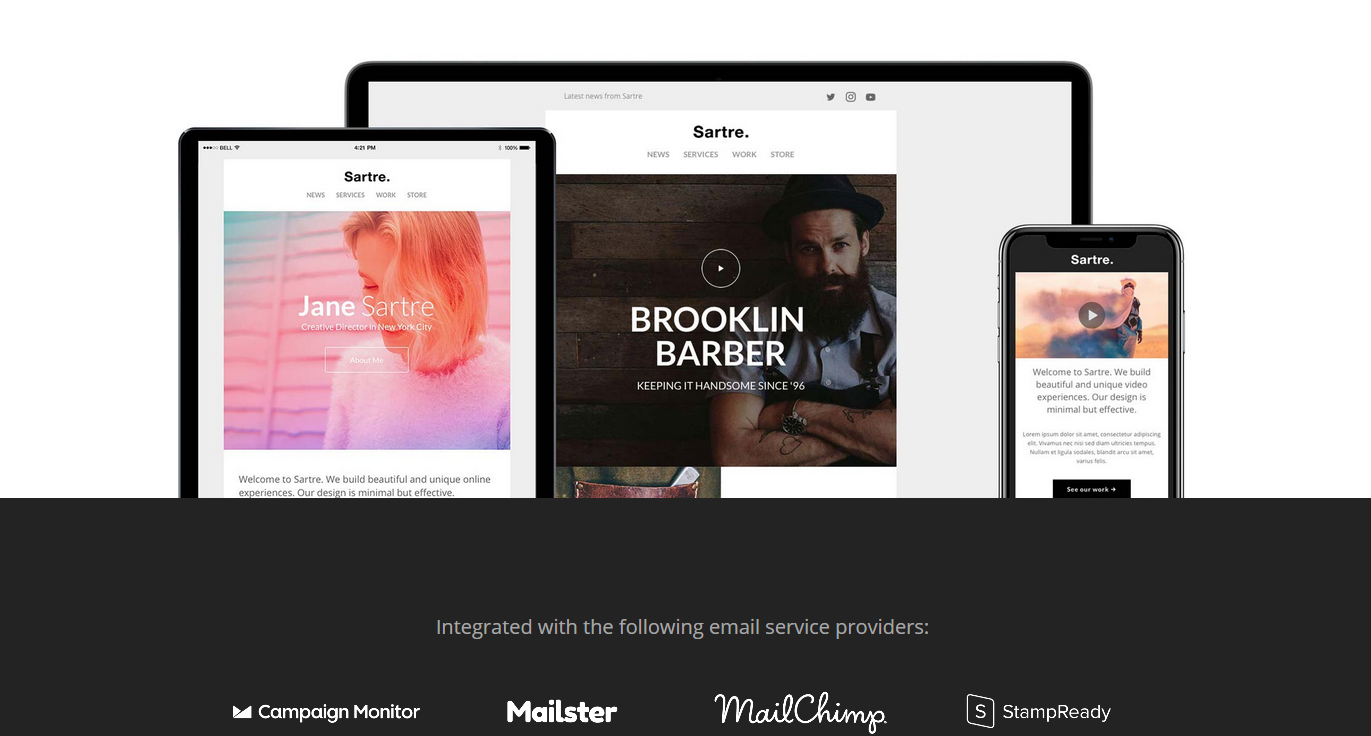 Latest news from Sartre
Sartre.
NEWS SERVICES WORK STORE
BROOKLIN
BARBER
KEEPING IT HANDSOME SINCE '96
BELL 4:21 PM 100%
Sartre.
NEWS SERVICES WORK STORE
Jane Sartre
Creative Director in New York City
About Me
Welcome to Sartre. We build beautiful and unique online
experiences. Our design is minimal but effective.
Sartre.
Welcome to Sartre. We build
beautiful and unique video
experiences. Our design is
minimal but effective.
Lorem ipsum dolor sit amet, consectetur adipiscing
elit. Vivamus nec nisi sed diam ultricies tempus.
Nullam et ligula sedales, blandit arcu sit amet,
varius felis.
See our work →
Integrated with the following email service providers:
Campaign Monitor Mailster MailChimp. S StampReady